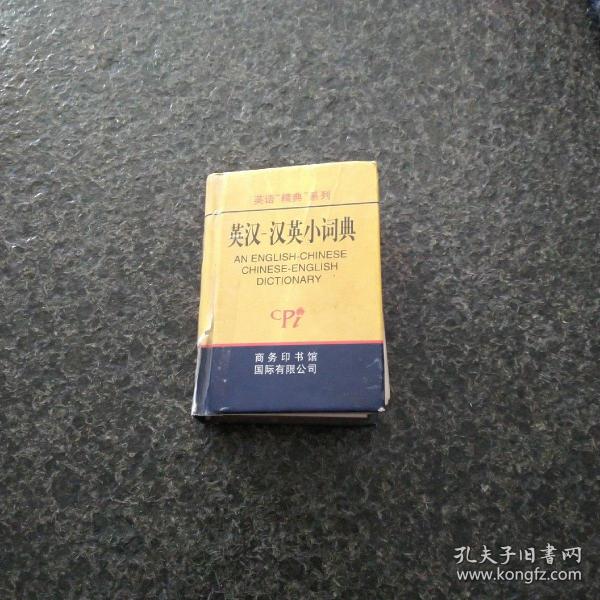 英语“精典”系列
英汉-汉英小词典
AN ENGLISH-CHINESE
CHINESE-ENGLISH
DICTIONARY
CPi
商务印书馆
国际有限公司
孔夫子旧书网
www.kongfz.com